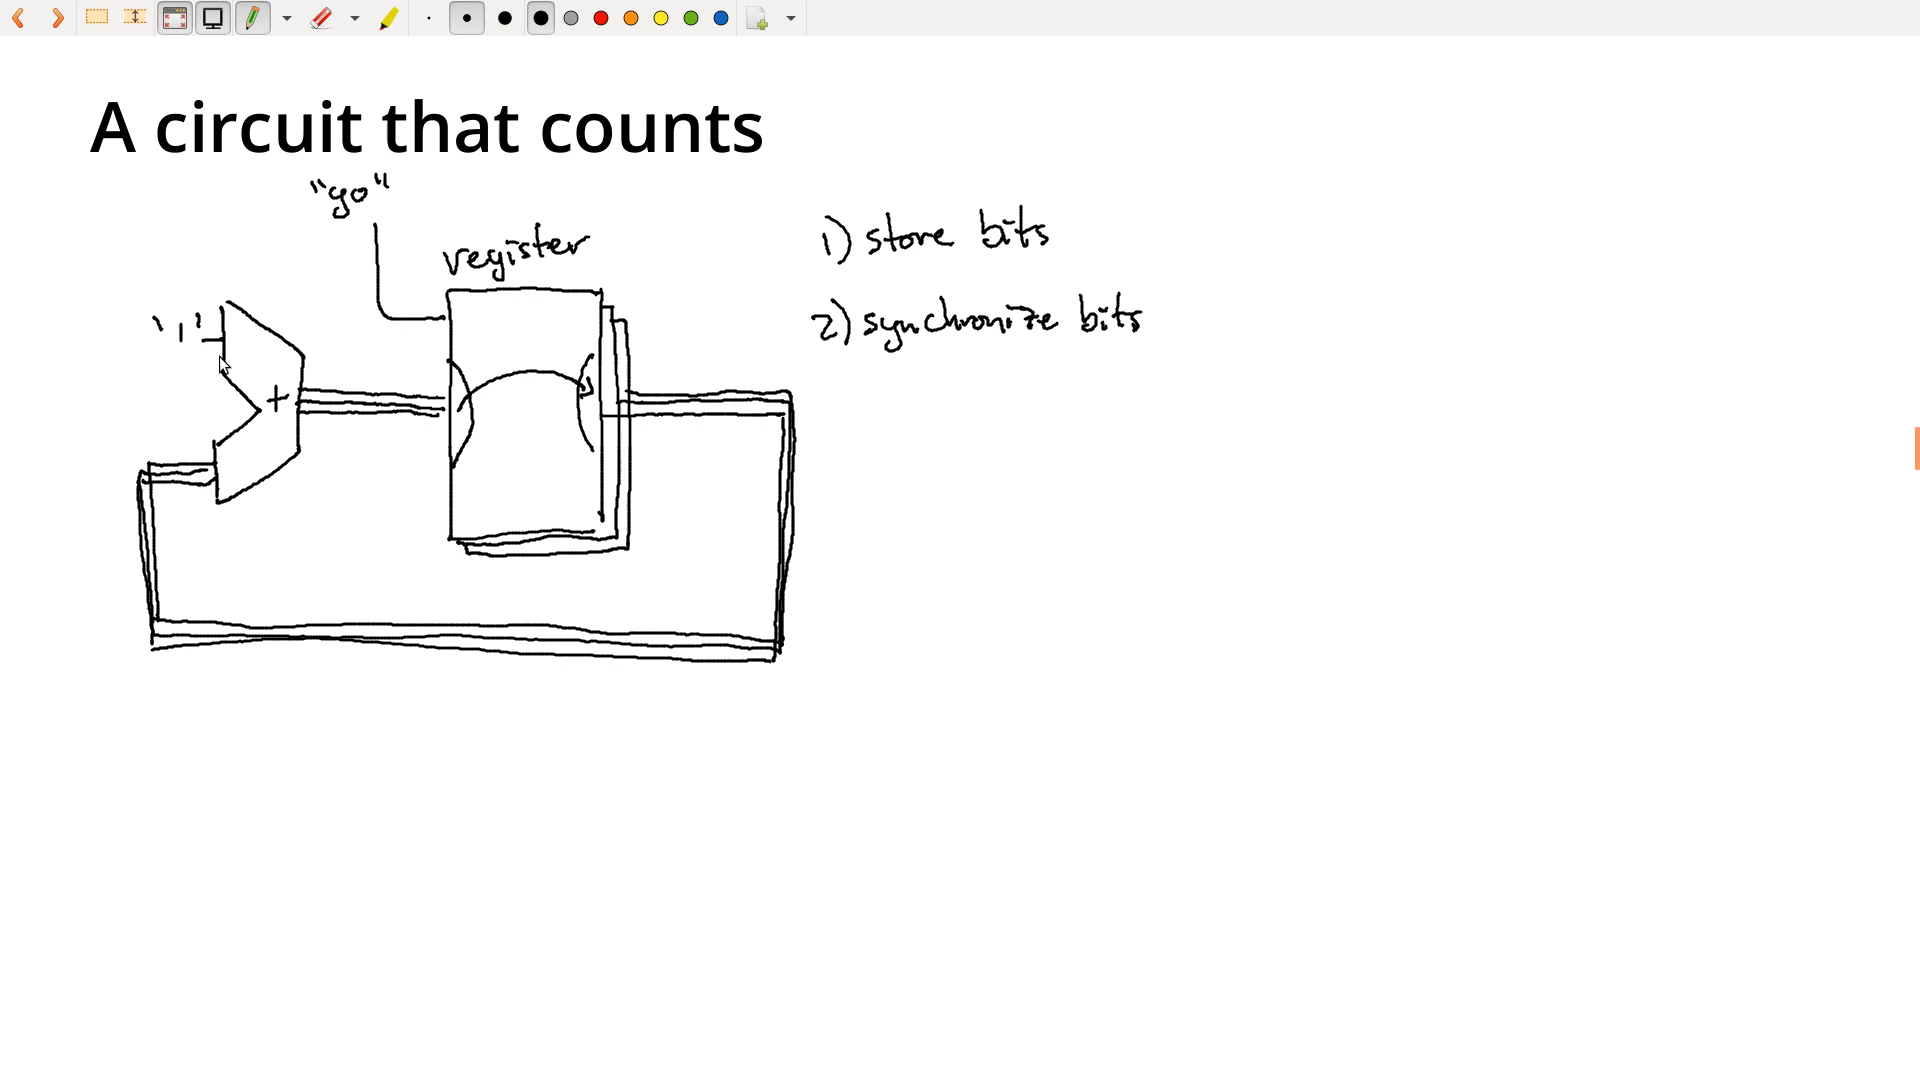 A circuit that counts
"go"
register
1) store bits
2) synchronize bits
'1'
+